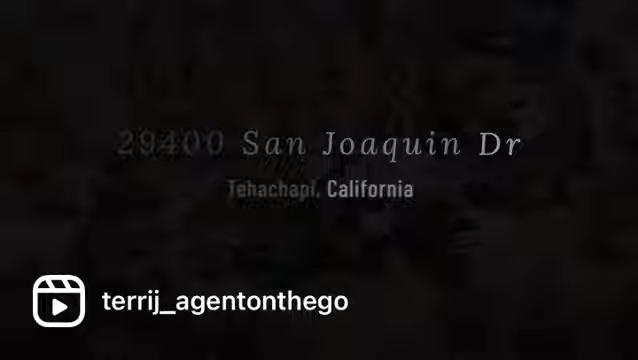 29400 San Joaquin Dr
Tehachapi, California
terrij_agentonthego